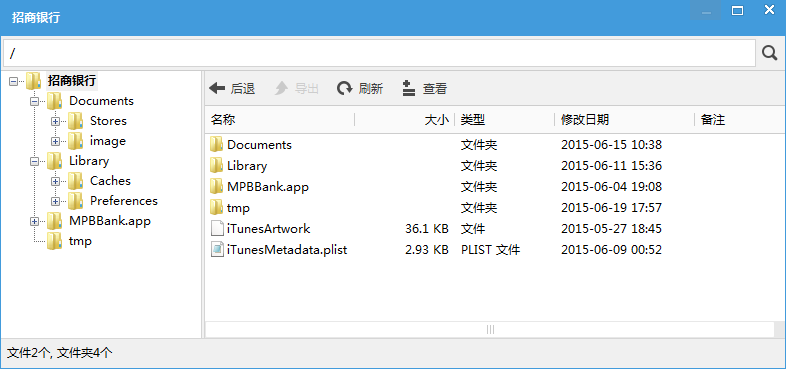 招商银行
/
招商银行
Documents
Stores
image
Library
Caches
Preferences
MPBBank.app
tmp
后退 导出 刷新 查看
名称 大小 类型 修改日期 备注
Documents 文件夹 2015-06-15 10:38
Library 文件夹 2015-06-11 15:36
MPBBank.app 文件夹 2015-06-04 19:08
tmp 文件夹 2015-06-19 17:57
iTunesArtwork 36.1 KB 文件 2015-05-27 18:45
iTunesMetadata.plist 2.93 KB PLIST 文件 2015-06-09 00:52
文件2个, 文件夹4个